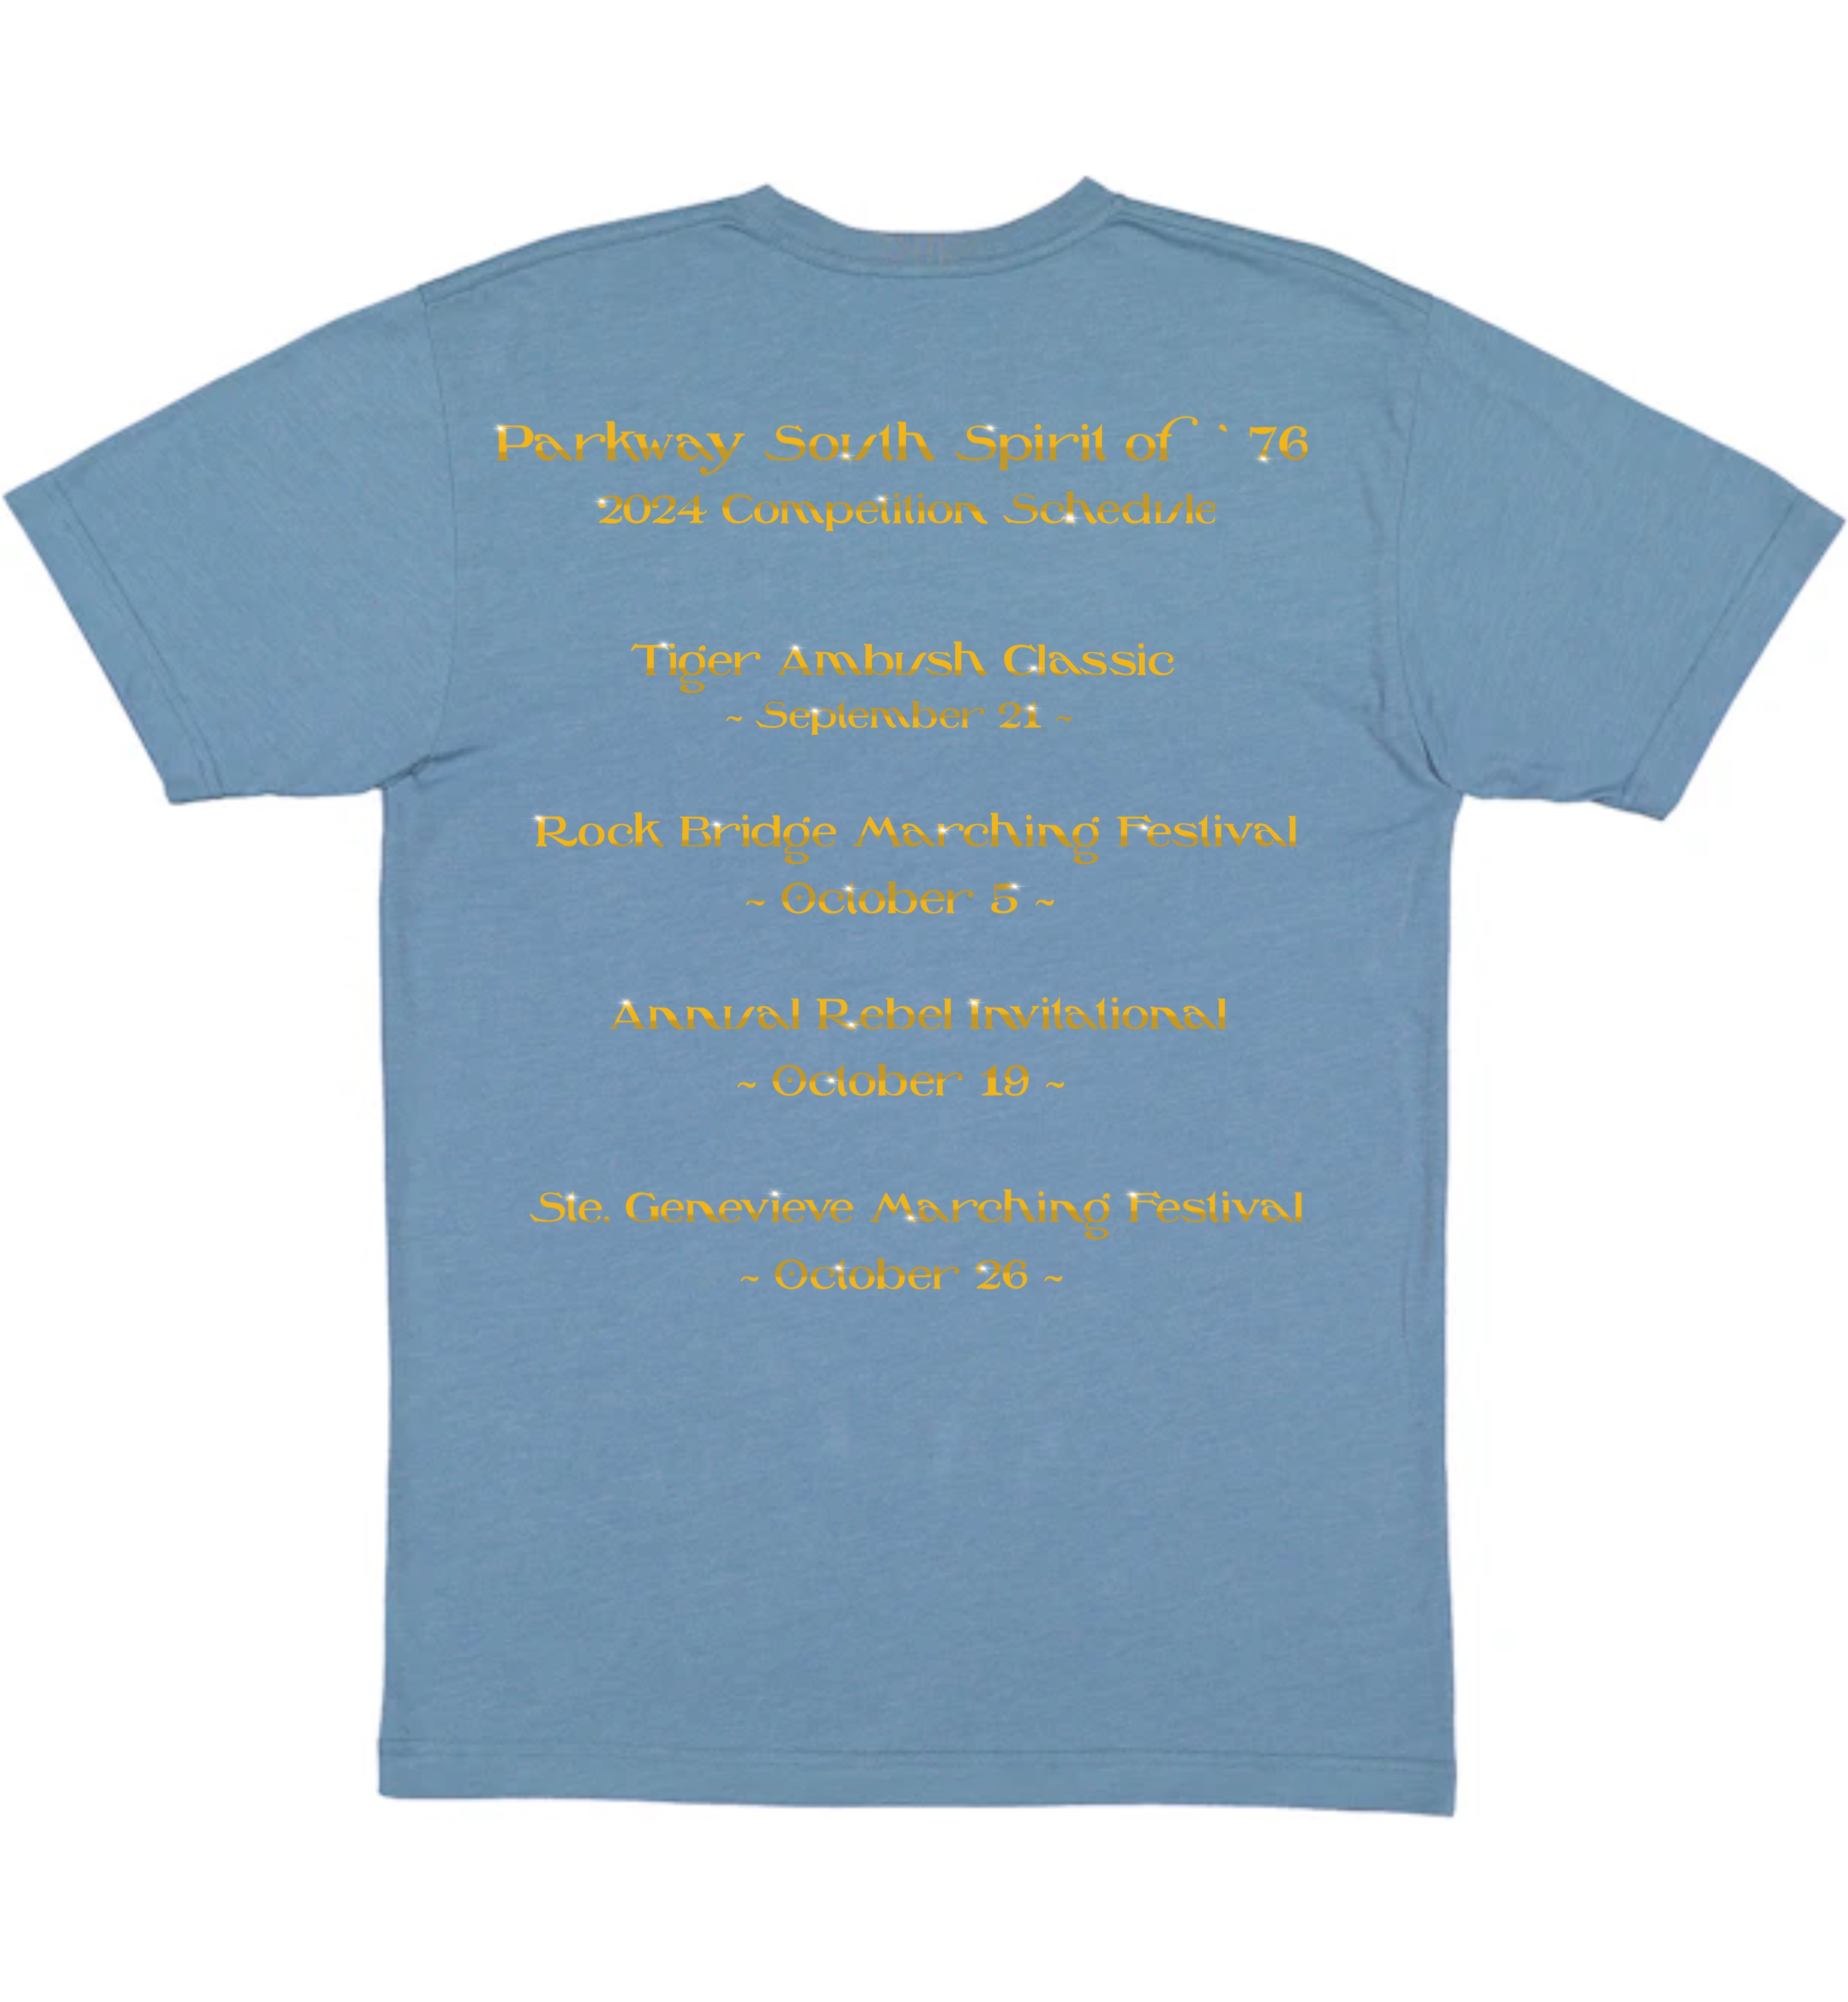 Parkway South Spirit of ` 76
2024 Competition Schedule
Tiger Ambush Classic
~ September 21 ~
Rock Bridge Marching Festival
~ October 5 ~
Annual Rebel Invitational
~ October 19 ~
Ste. Genevieve Marching Festival
~ October 26 ~